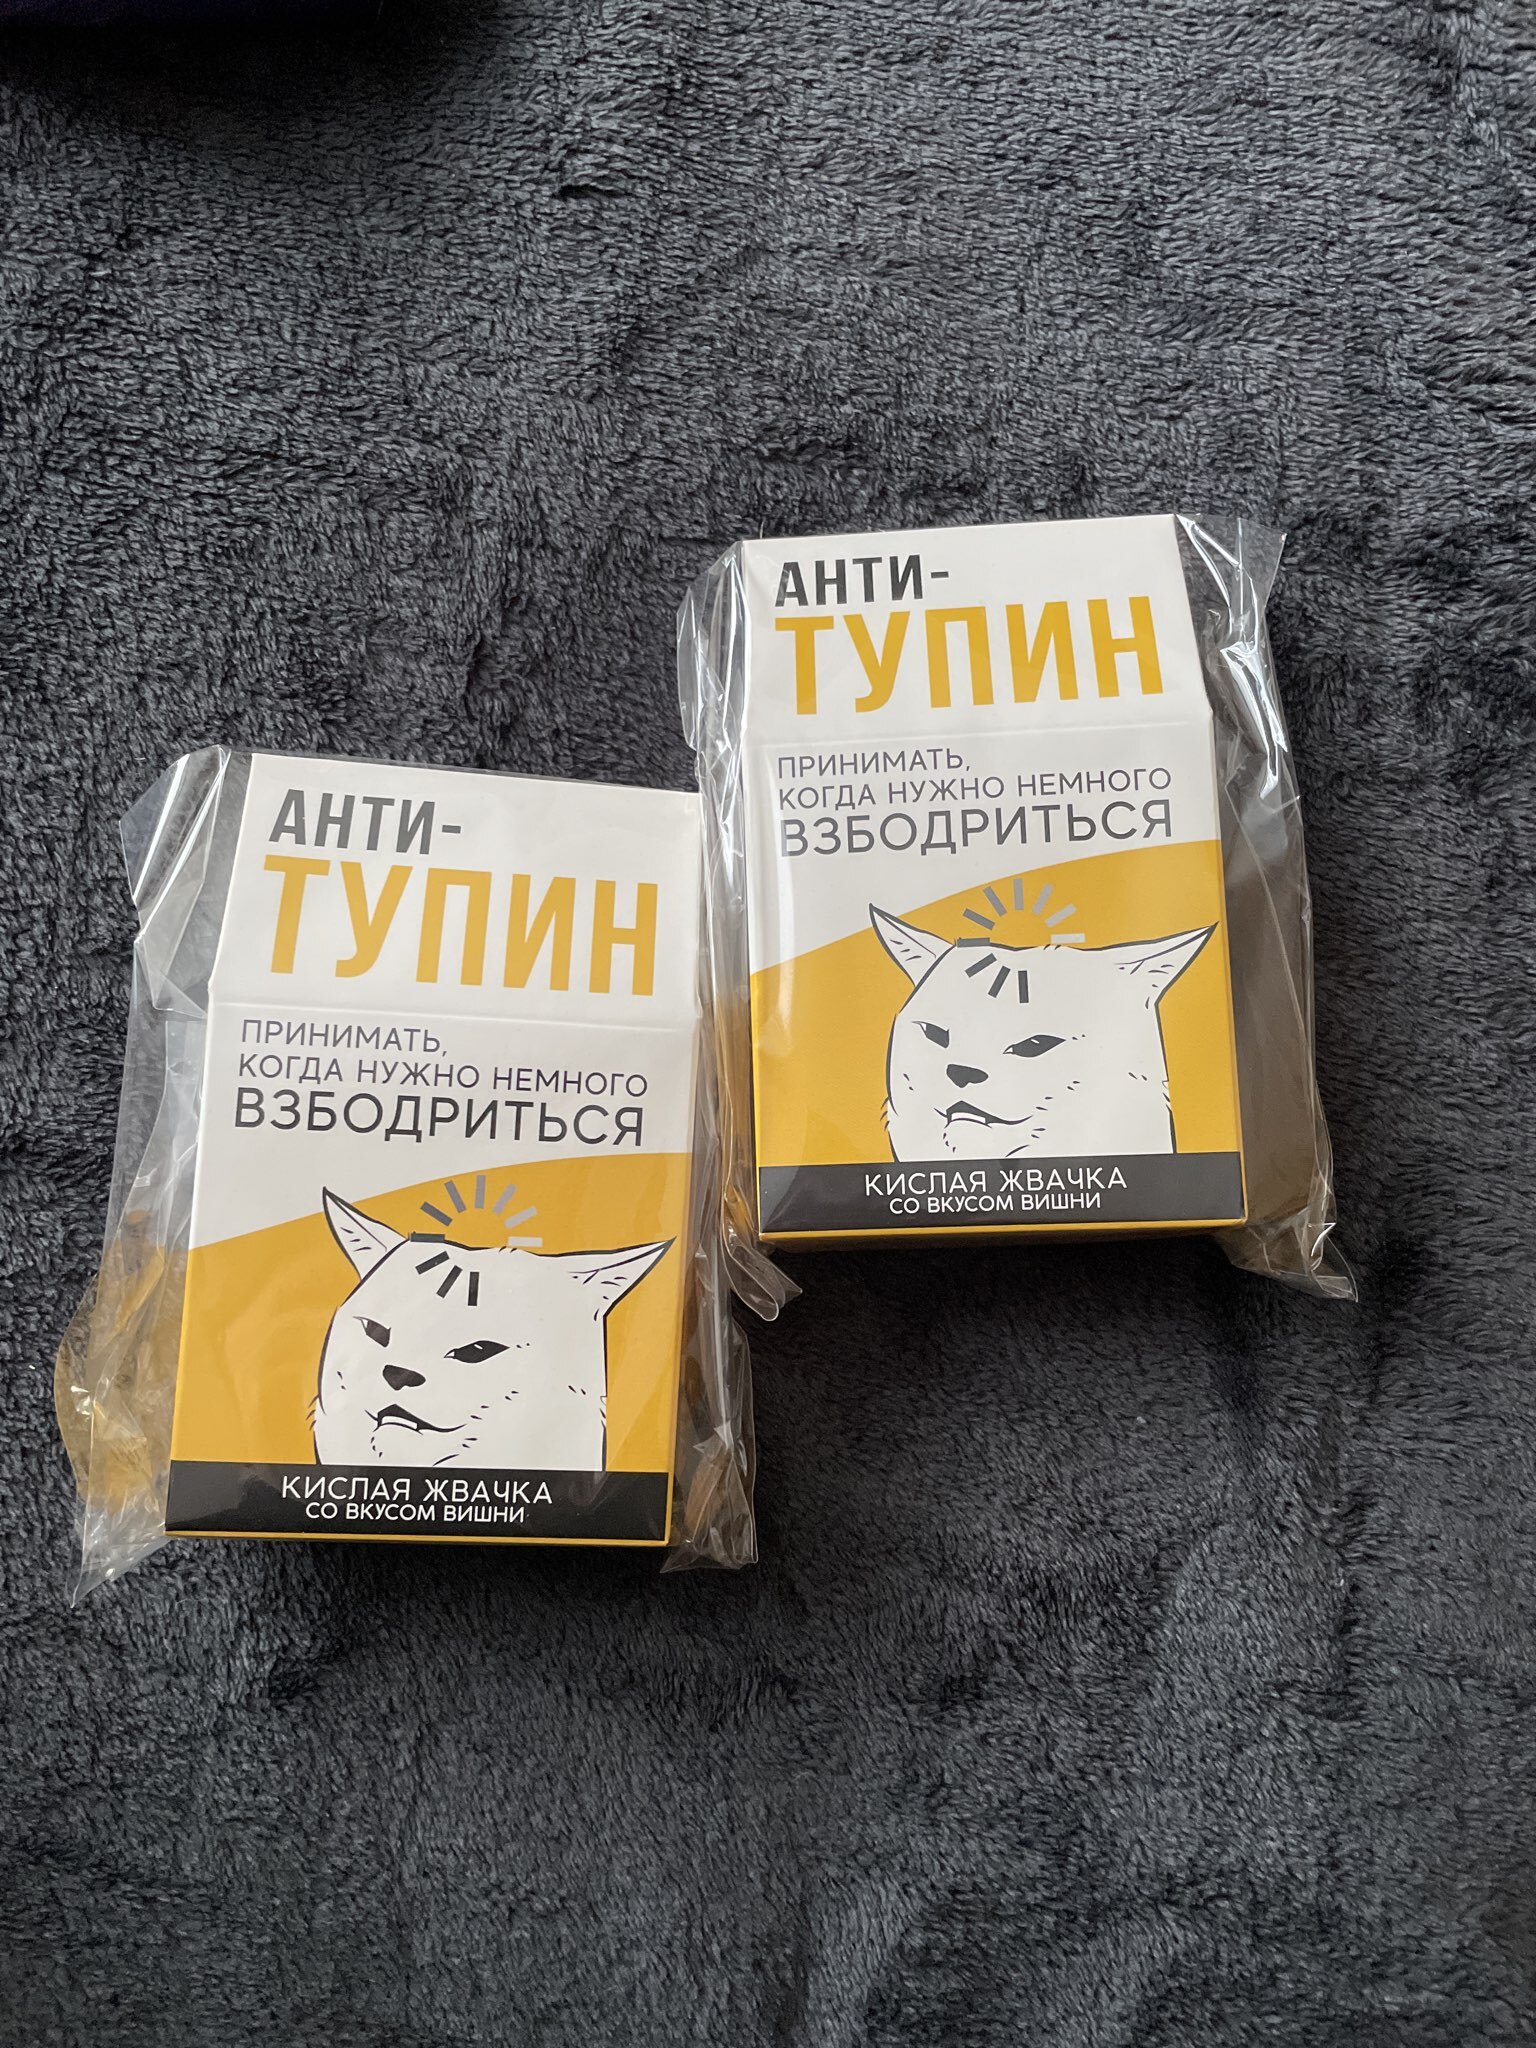 АНТИ-
ТУПИН
ПРИНИМАТЬ,
КОГДА НУЖНО НЕМНОГО
ВЗБОДРИТЬСЯ
КИСЛАЯ ЖВАЧКА
СО ВКУСОМ ВИШНИ
АНТИ-
ТУПИН
ПРИНИМАТЬ,
КОГДА НУЖНО НЕМНОГО
ВЗБОДРИТЬСЯ
КИСЛАЯ ЖВАЧКА
СО ВКУСОМ ВИШНИ